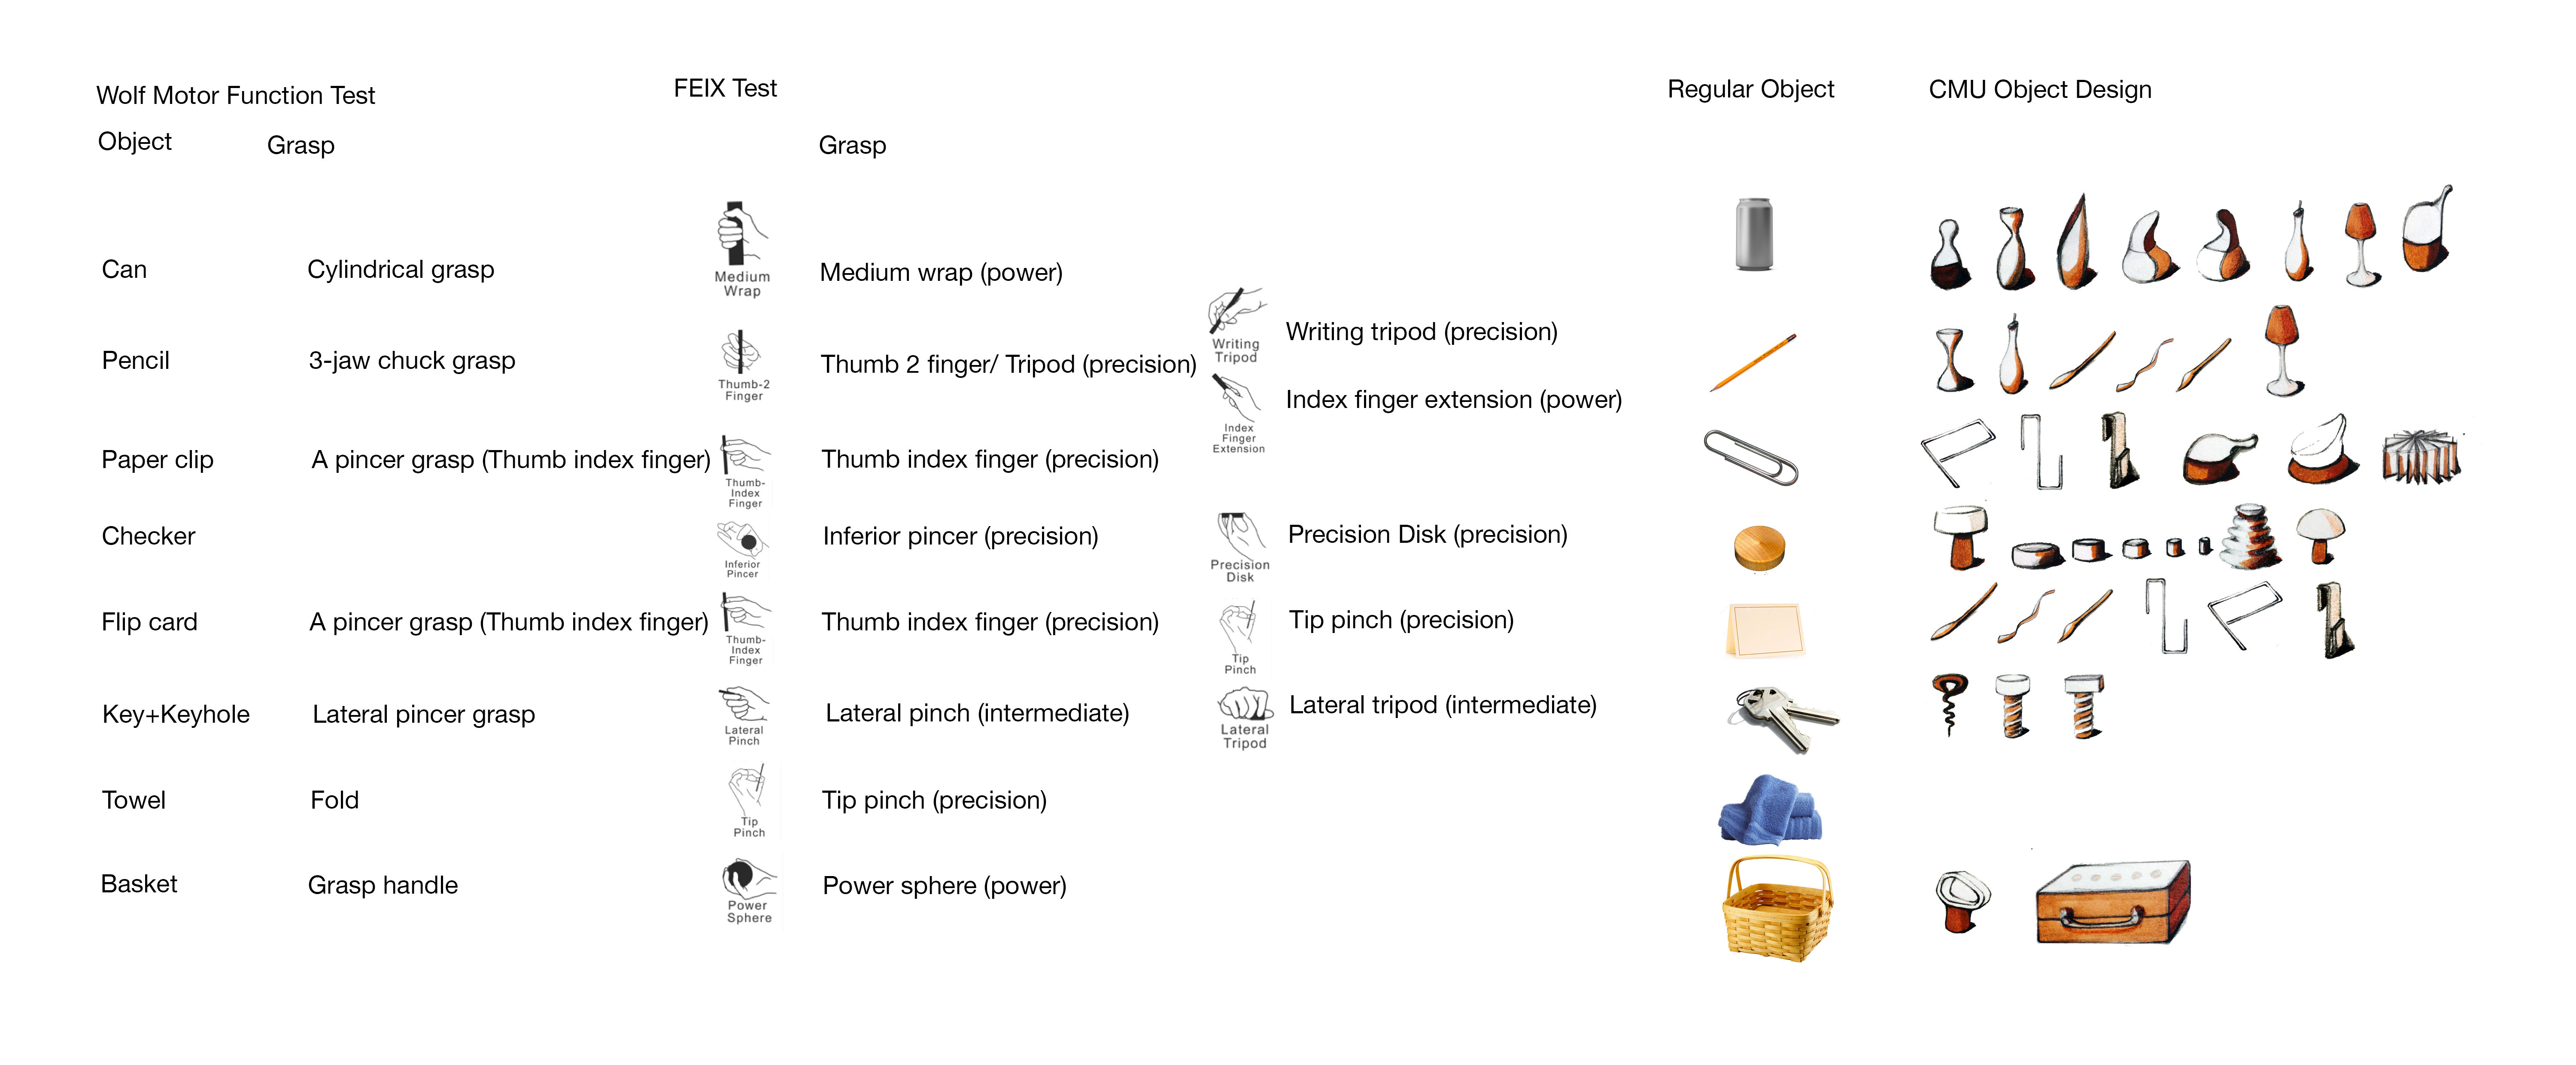 Wolf Motor Function Test
FEIX Test
Regular Object
CMU Object Design
Object
Grasp
Grasp
Can
Cylindrical grasp
Medium
Wrap
Medium wrap (power)
Pencil
3-jaw chuck grasp
Thumb-2
Finger
Thumb 2 finger/ Tripod (precision)
Writing
Tripod
Writing tripod (precision)
Index
Finger
Extension
Index finger extension (power)
Paper clip
A pincer grasp (Thumb index finger)
Thumb-
Index
Finger
Thumb index finger (precision)
Checker
Inferior
Pincer
Inferior pincer (precision)
Precision
Disk
Precision Disk (precision)
Flip card
A pincer grasp (Thumb index finger)
Thumb-
Index
Finger
Thumb index finger (precision)
Tip
Pinch
Tip pinch (precision)
Key+Keyhole
Lateral pincer grasp
Lateral
Pinch
Lateral pinch (intermediate)
Lateral
Tripod
Lateral tripod (intermediate)
Towel
Fold
Tip
Pinch
Tip pinch (precision)
Basket
Grasp handle
Power
Sphere
Power sphere (power)